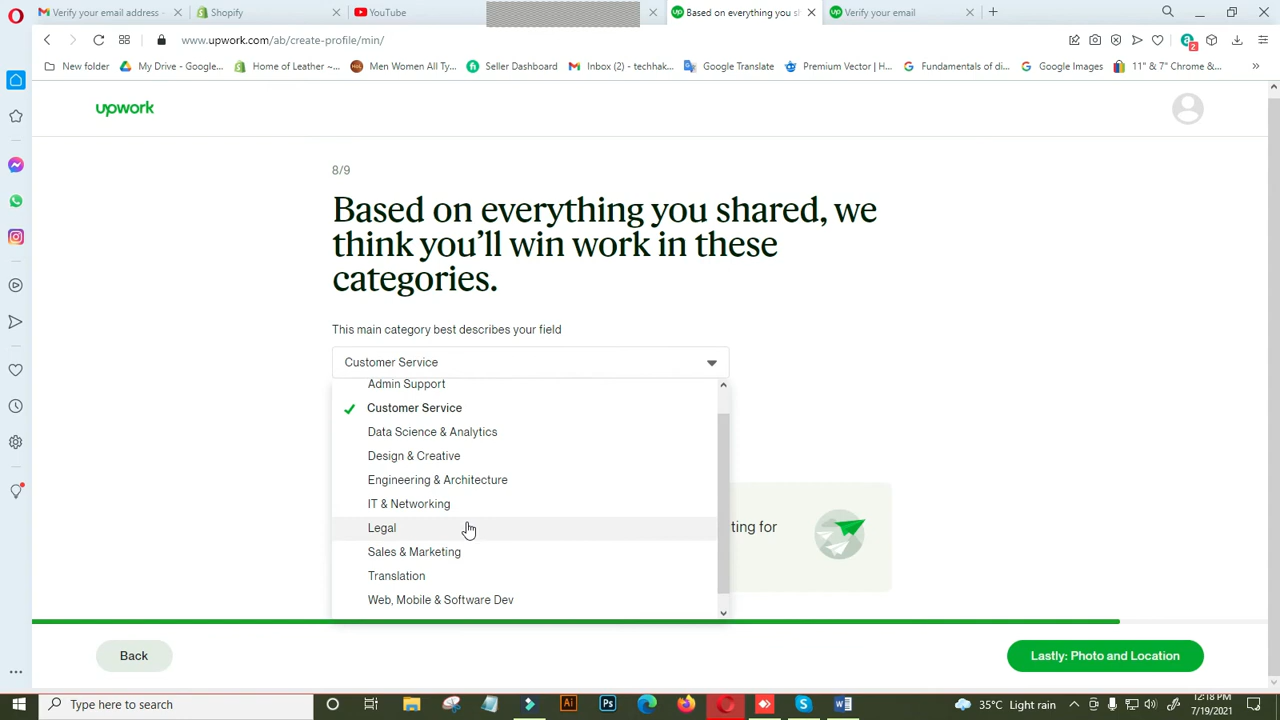 Verify your email address -
Shopify
YouTube
Based on everything you sh
Verify your email
www.upwork.com/ab/create-profile/min/
2
New folder
My Drive - Google...
Home of Leather ~...
Men Women All Ty...
Seller Dashboard
Inbox (2) - techhak...
Google Translate
Premium Vector | H...
Fundamentals of di...
Google Images
11" & 7" Chrome &...
upwork
8/9
Based on everything you shared, we
think you'll win work in these
categories.
This main category best describes your field
Customer Service
Admin Support
Customer Service
Data Science & Analytics
Design & Creative
Engineering & Architecture
IT & Networking
Legal
Sales & Marketing
Translation
Web, Mobile & Software Dev
ting for
Back
Lastly: Photo and Location
Type here to search
Ai
Ps
35°C Light rain
12:18 PM
7/19/2021